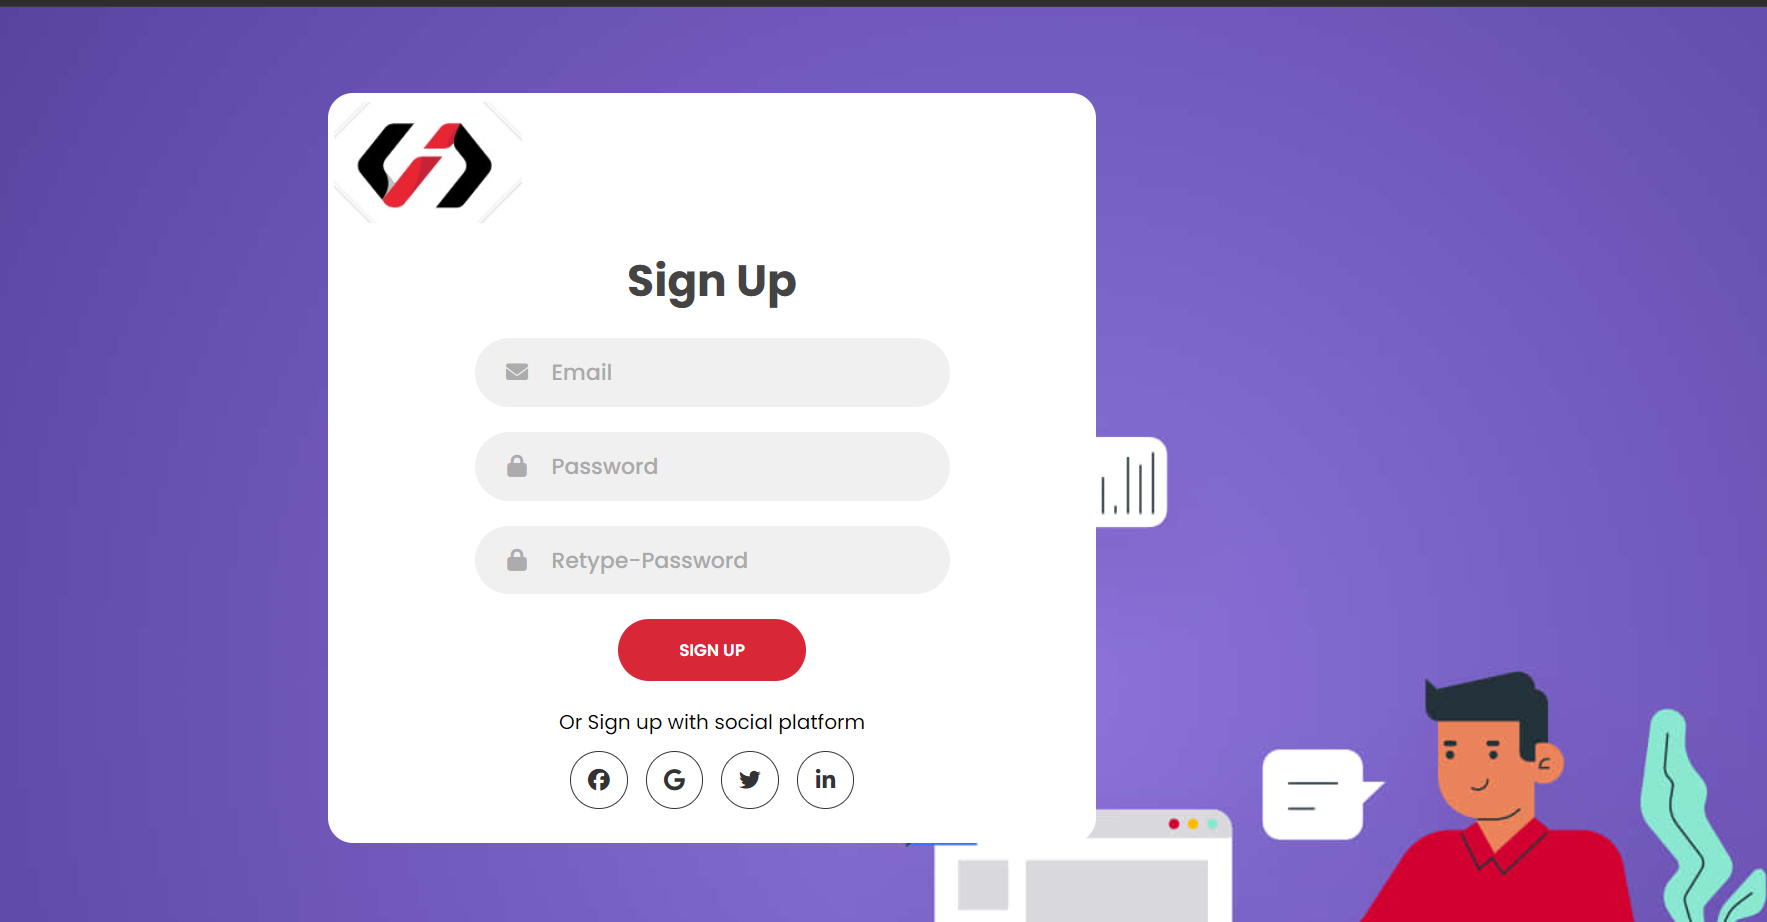 Sign Up
Email
Password
Retype-Password
SIGN UP
Or Sign up with social platform